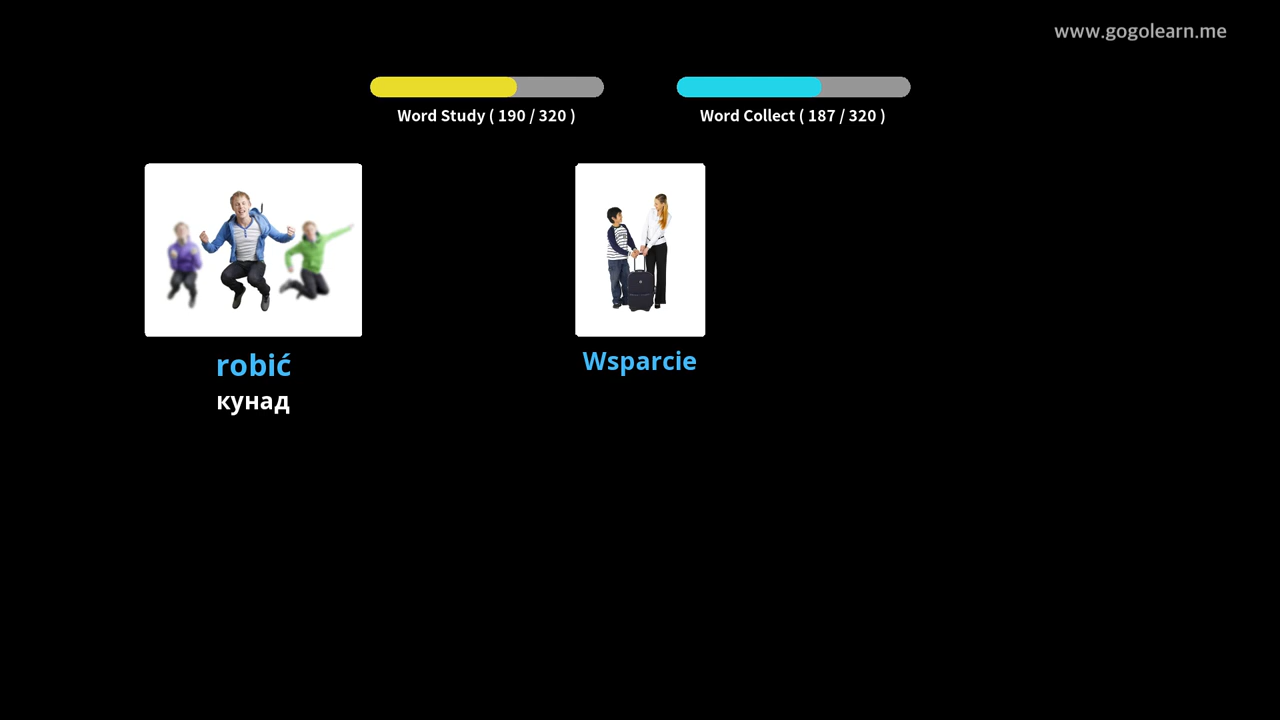 www.gogolearn.me
Word Study ( 190 / 320 )
Word Collect ( 187 / 320 )
robić
кунад
Wsparcie